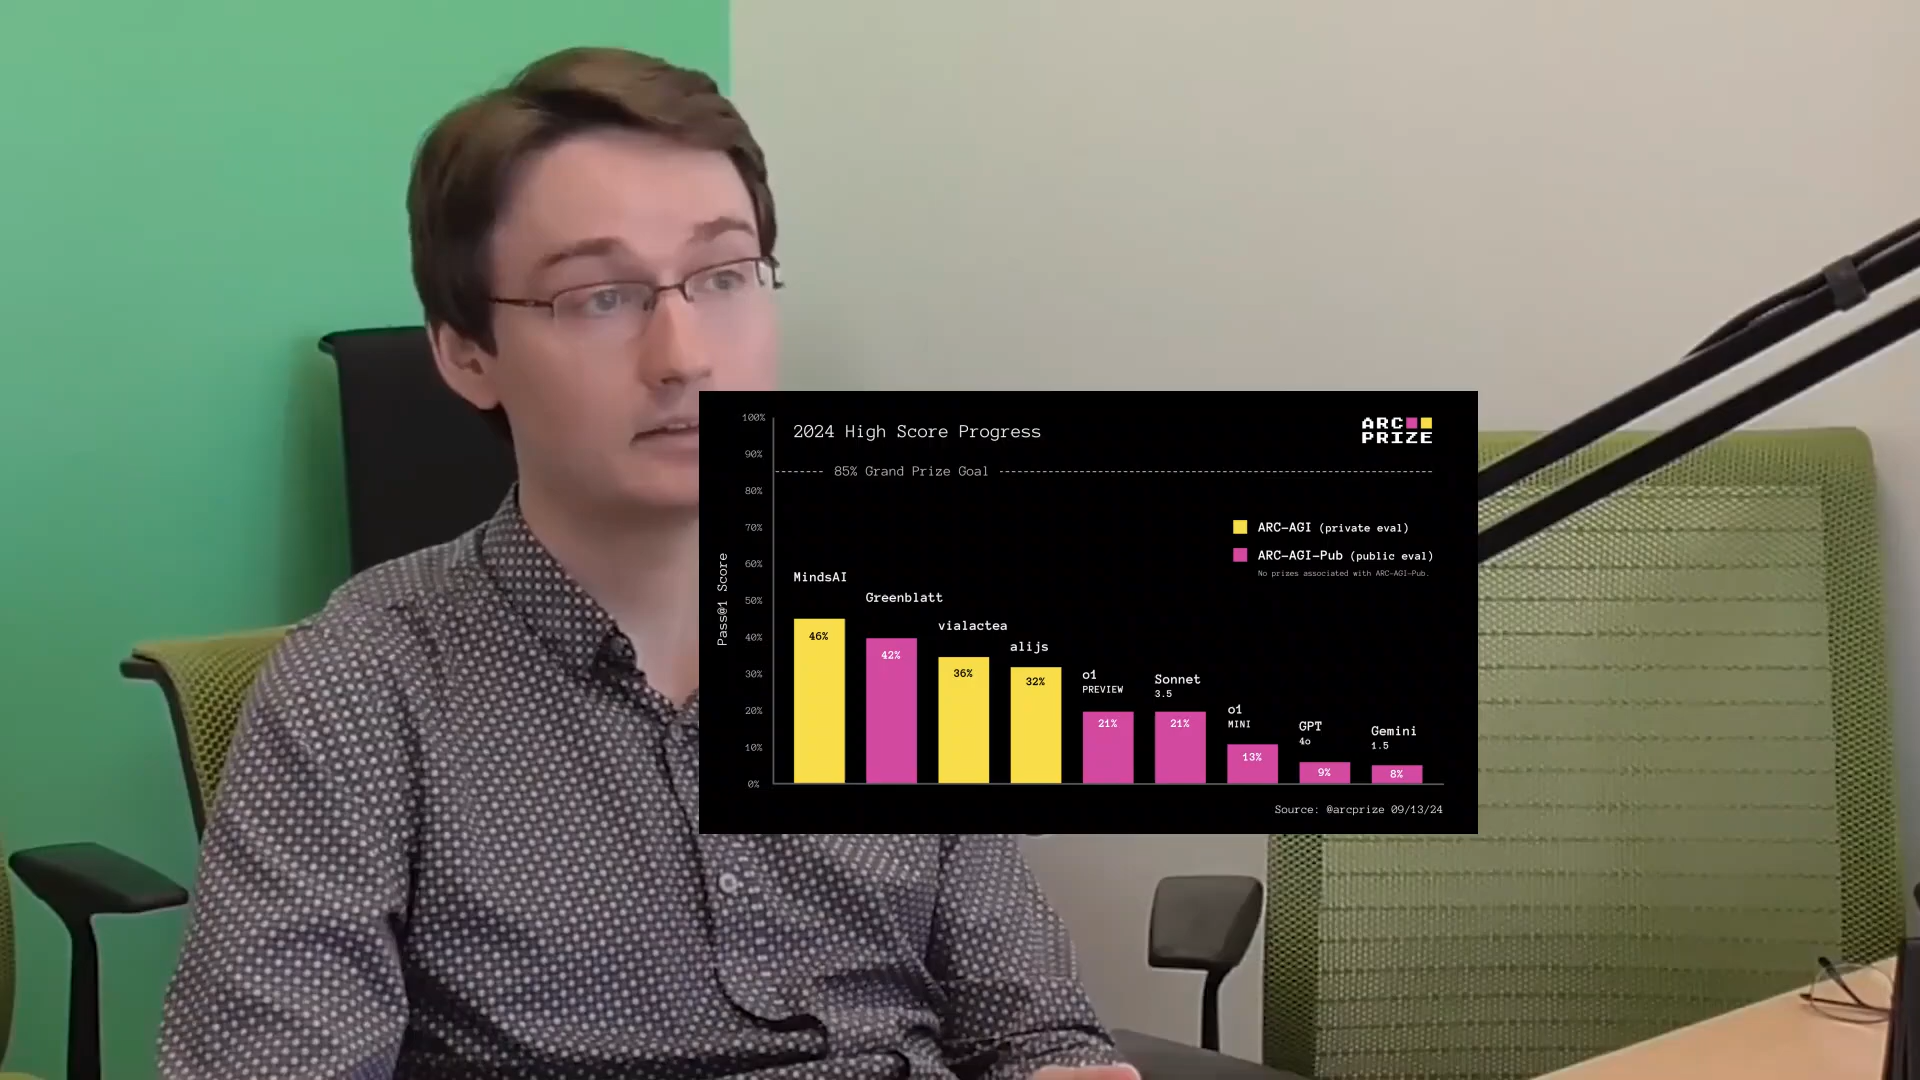 2024 High Score Progress
ARC
PRIZE
85% Grand Prize Goal
100%
90%
80%
70%
60%
50%
40%
30%
20%
10%
0%
Pass@1 Score
ARC-AGI (private eval)
ARC-AGI-Pub (public eval)
No prizes associated with ARC-AGI-Pub.
MindsAI
46%
Greenblatt
42%
vialactea
36%
alijs
32%
o1
PREVIEW
21%
Sonnet
3.5
21%
o1
MINI
13%
GPT
4o
9%
Gemini
1.5
8%
Source: @arcprize 09/13/24